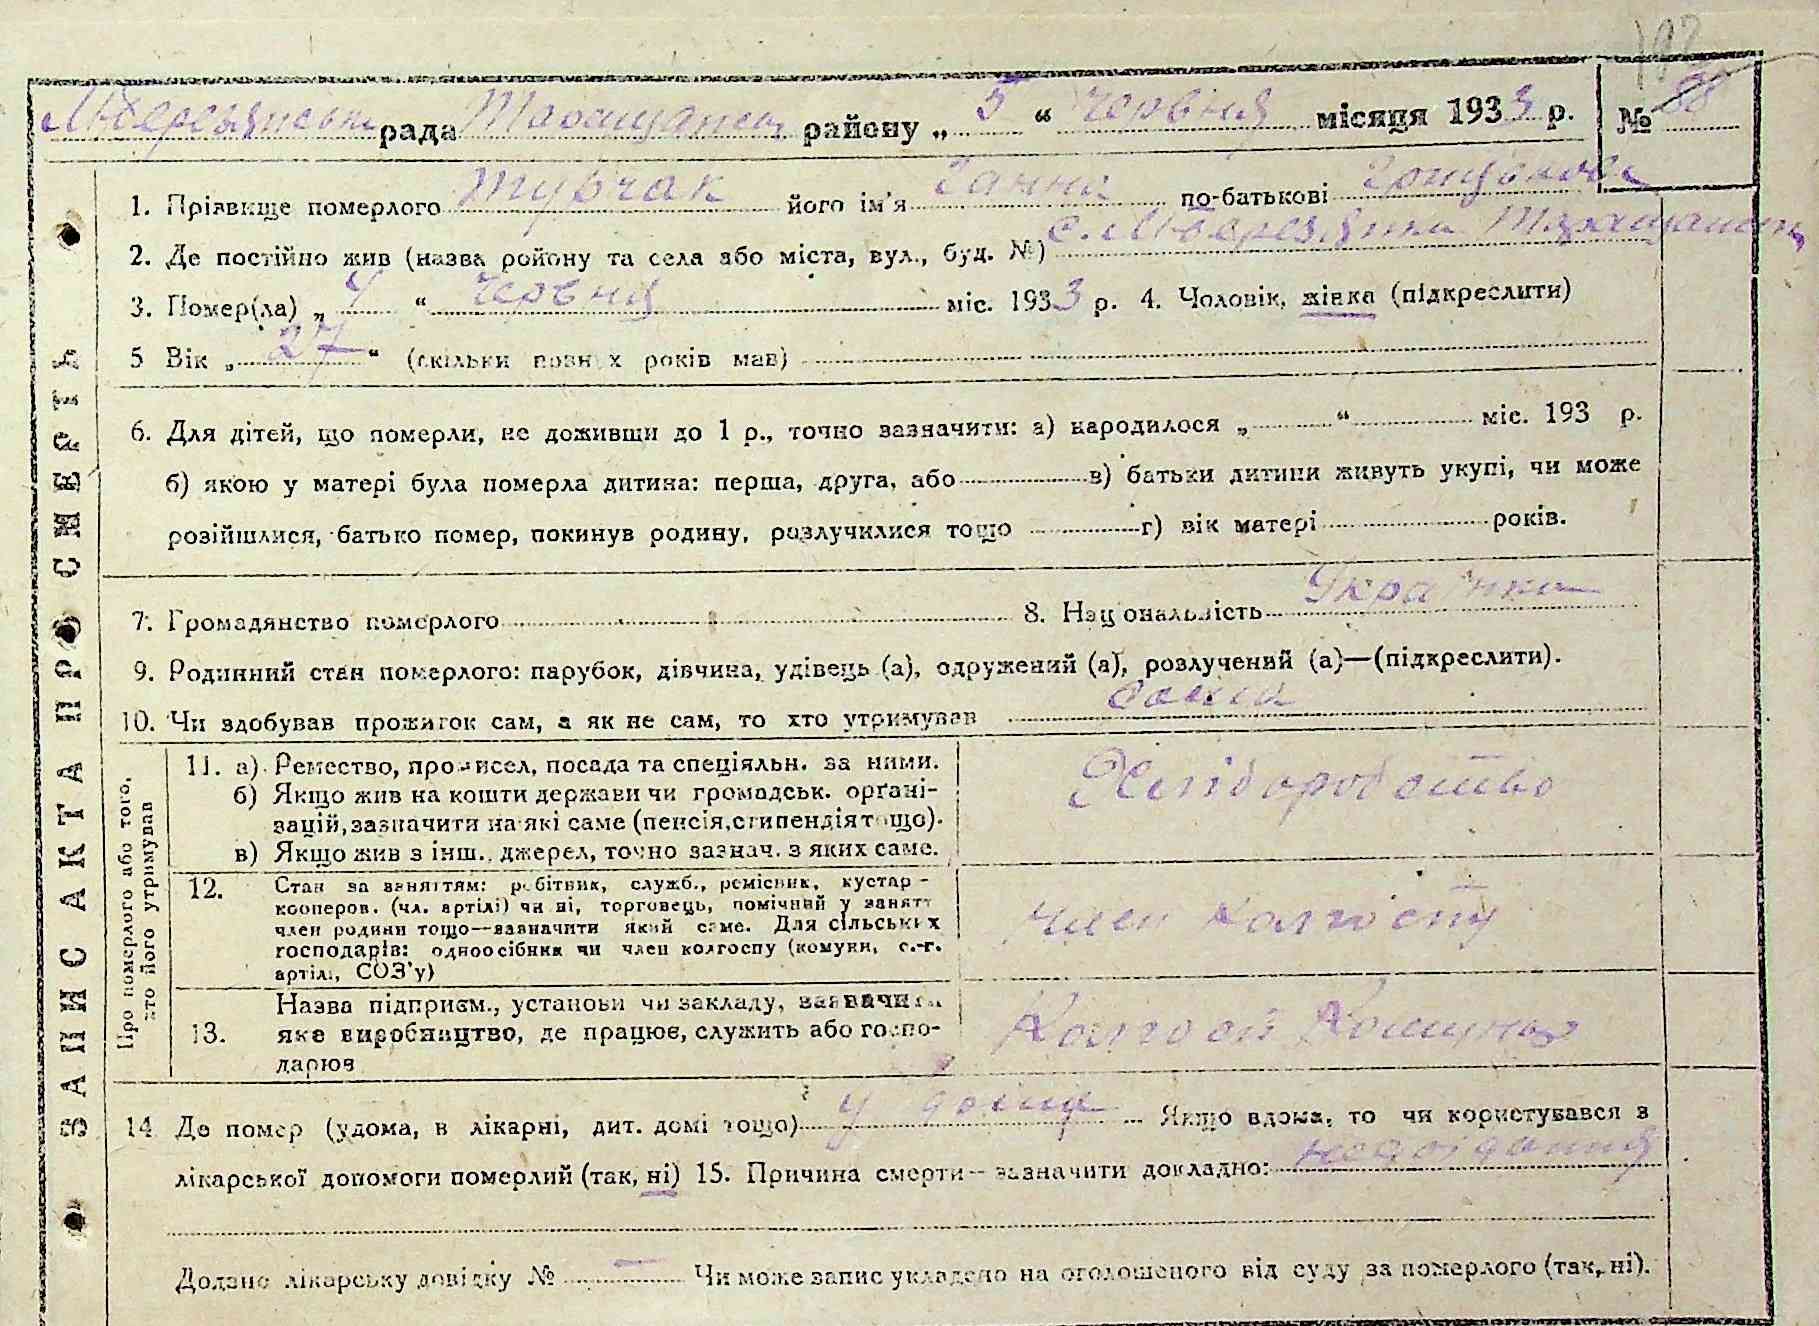 М-Березянська рада Таращанськ району „ 5 “ червня місяця 1933 р. № 88
1. Прізвище померлого Турчак його ім'я Ганна по-батькові
2. Де постійно жив (назва ройону та села або міста, вул., буд. №) с. М-Березянка Таращанськ
3. Помер(ла) „ 4 “ червня міс. 1933 р. 4. Чоловік, жінка (підкреслити)
5 Вік „ 27 “ (скільки повних років мав)
6. Для дітей, що померли, не доживши до 1 р., точно зазначити: а) народилося „ “ міс. 193 р.
б) якою у матері була померла дитина: перша, друга, або в) батьки дитини живуть укупі, чи може
розійшлися, батько помер, покинув родину, розлучилися тощо г) вік матері років.
7. Громадянство померлого 8. Національність Українка
9. Родинний стан померлого: парубок, дівчина, удівець (а), одружений (а), розлучений (а)—(підкреслити).
10. Чи здобував прожиток сам, а як не сам, то хто утримував сама
ЗАПИС АКТА ПРО СМЕРТЬ
Про померлого або того, хто його утримував
11. а) Ремество, промисел, посада та спеціяльн. за ними.
б) Якщо жив на кошти держави чи громадськ. органі-
зацій, зазначити на які саме (пенсія, стипендія тощо).
в) Якщо жив з інш. джерел, точно зазнач. з яких саме.
Хліборобство
12. Стан за заняттям: робітник, служб., ремісник, кустар -
кооперов. (чл. артілі) чи ні, торговець, помічний у занятт
член родини тощо—зазначити який саме. Для сільських
господарів: одноосібник чи член колгоспу (комуни, с.-г.
артілі, СОЗ'у)
член колгоспу
13. Назва підприєм., установи чи закладу, зазначити
яке виробництво, де працює, служить або госпо-
дарює
Колгосп
14 Де помер (удома, в лікарні, дит. домі тощо) у дома Якщо вдома, то чи користувався з
лікарської допомоги померлий (так, ні) 15. Причина смерти—зазначити докладно: недоїдання
Додано лікарську довідку № — Чи може запис укладено на оголошеного від суду за померлого (так, ні).